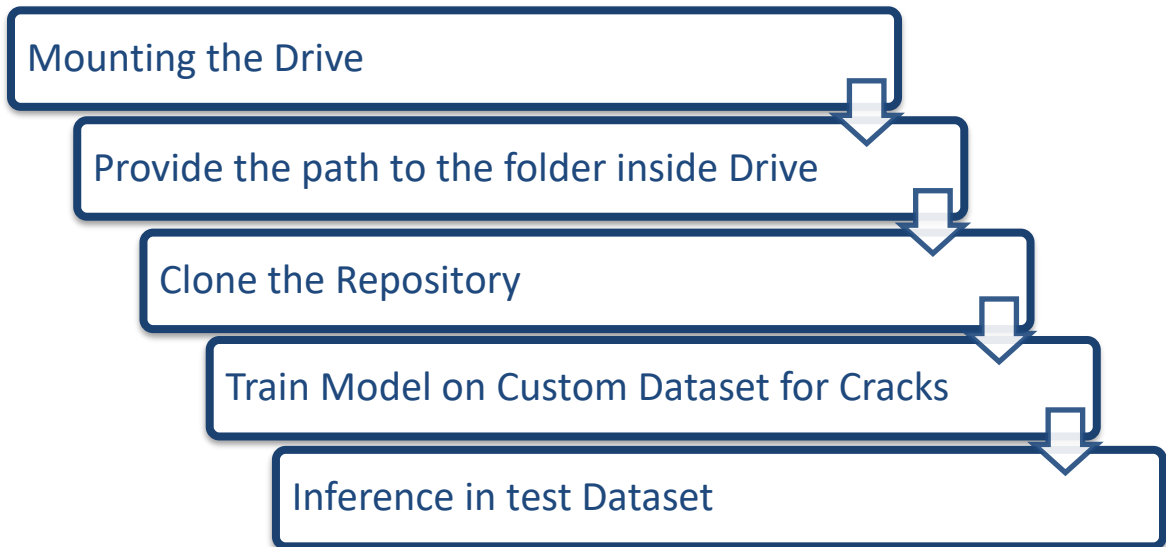 Mounting the Drive
Provide the path to the folder inside Drive
Clone the Repository
Train Model on Custom Dataset for Cracks
Inference in test Dataset